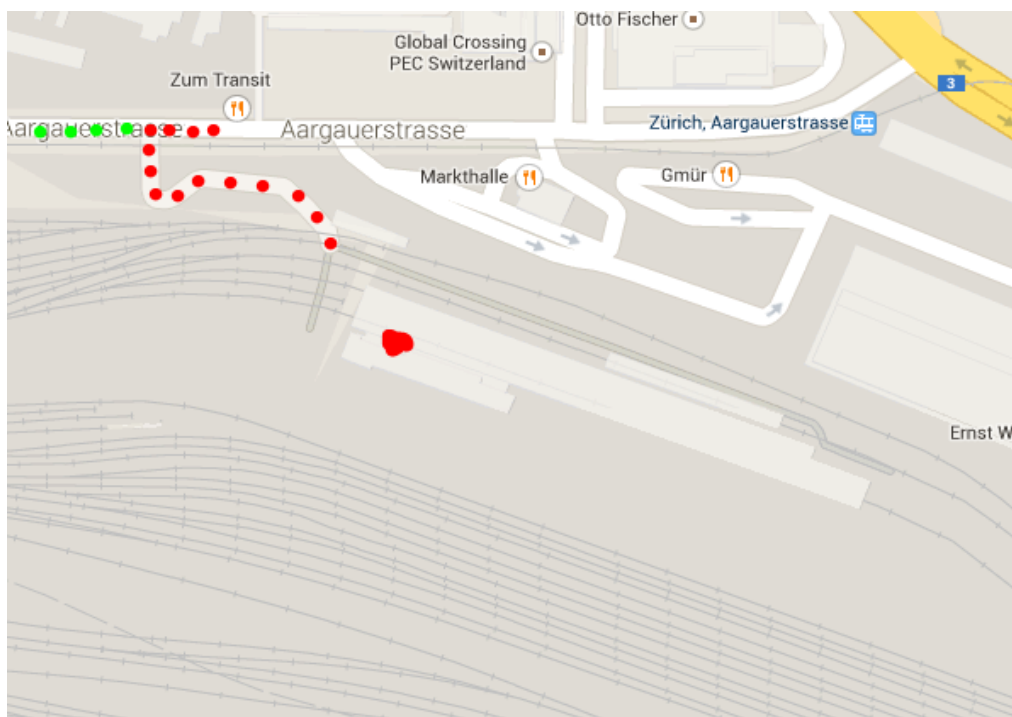 Otto Fischer
Global Crossing
PEC Switzerland
Zum Transit
3
Aargauerstrasse
Aargauerstrasse
Zürich, Aargauerstrasse
Markthalle
Gmür
Ernst W